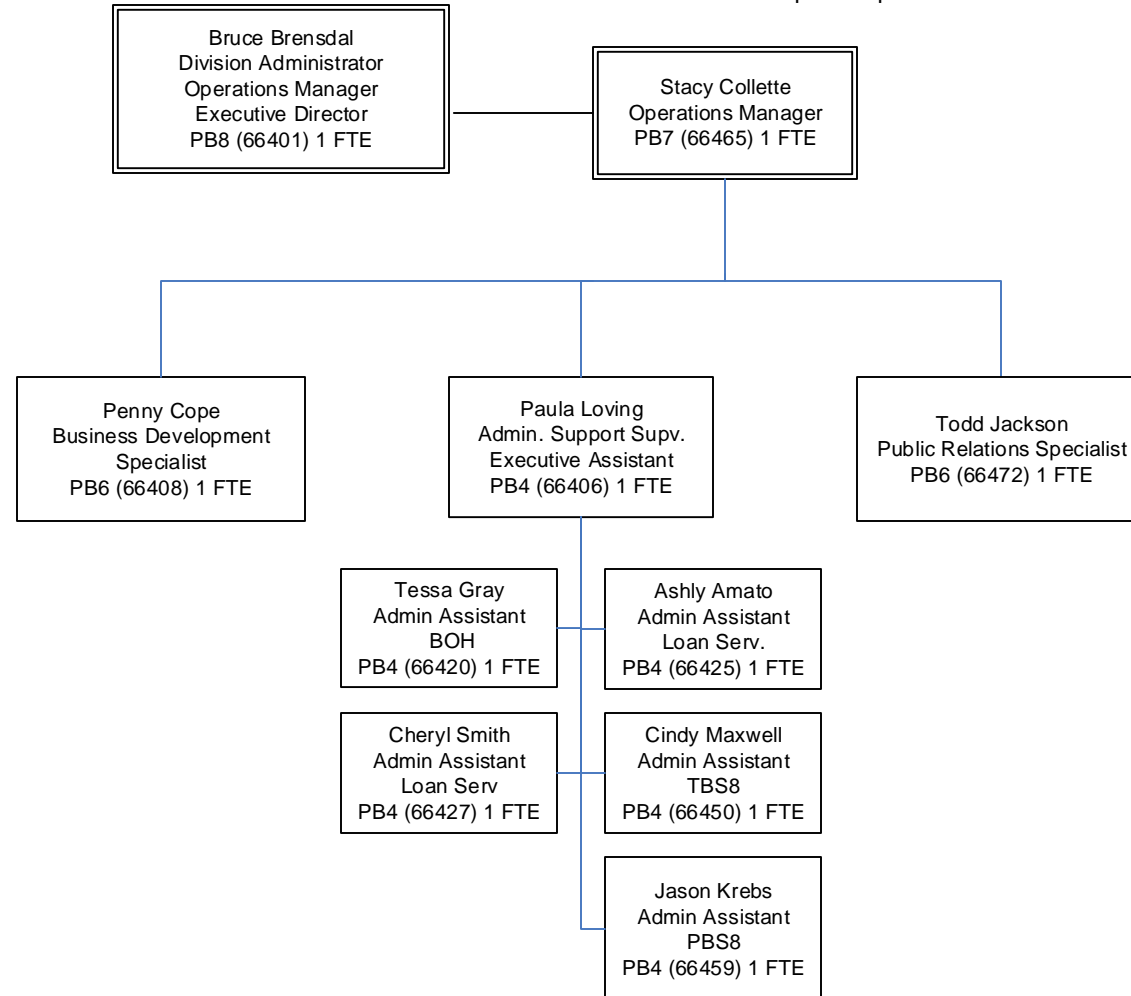 Bruce Brensdal
Division Administrator
Operations Manager
Executive Director
PB8 (66401) 1 FTE
Stacy Collette
Operations Manager
PB7 (66465) 1 FTE
Penny Cope
Business Development
Specialist
PB6 (66408) 1 FTE
Paula Loving
Admin. Support Supv.
Executive Assistant
PB4 (66406) 1 FTE
Todd Jackson
Public Relations Specialist
PB6 (66472) 1 FTE
Tessa Gray
Admin Assistant
BOH
PB4 (66420) 1 FTE
Ashly Amato
Admin Assistant
Loan Serv.
PB4 (66425) 1 FTE
Cheryl Smith
Admin Assistant
Loan Serv
PB4 (66427) 1 FTE
Cindy Maxwell
Admin Assistant
TBS8
PB4 (66450) 1 FTE
Jason Krebs
Admin Assistant
PBS8
PB4 (66459) 1 FTE